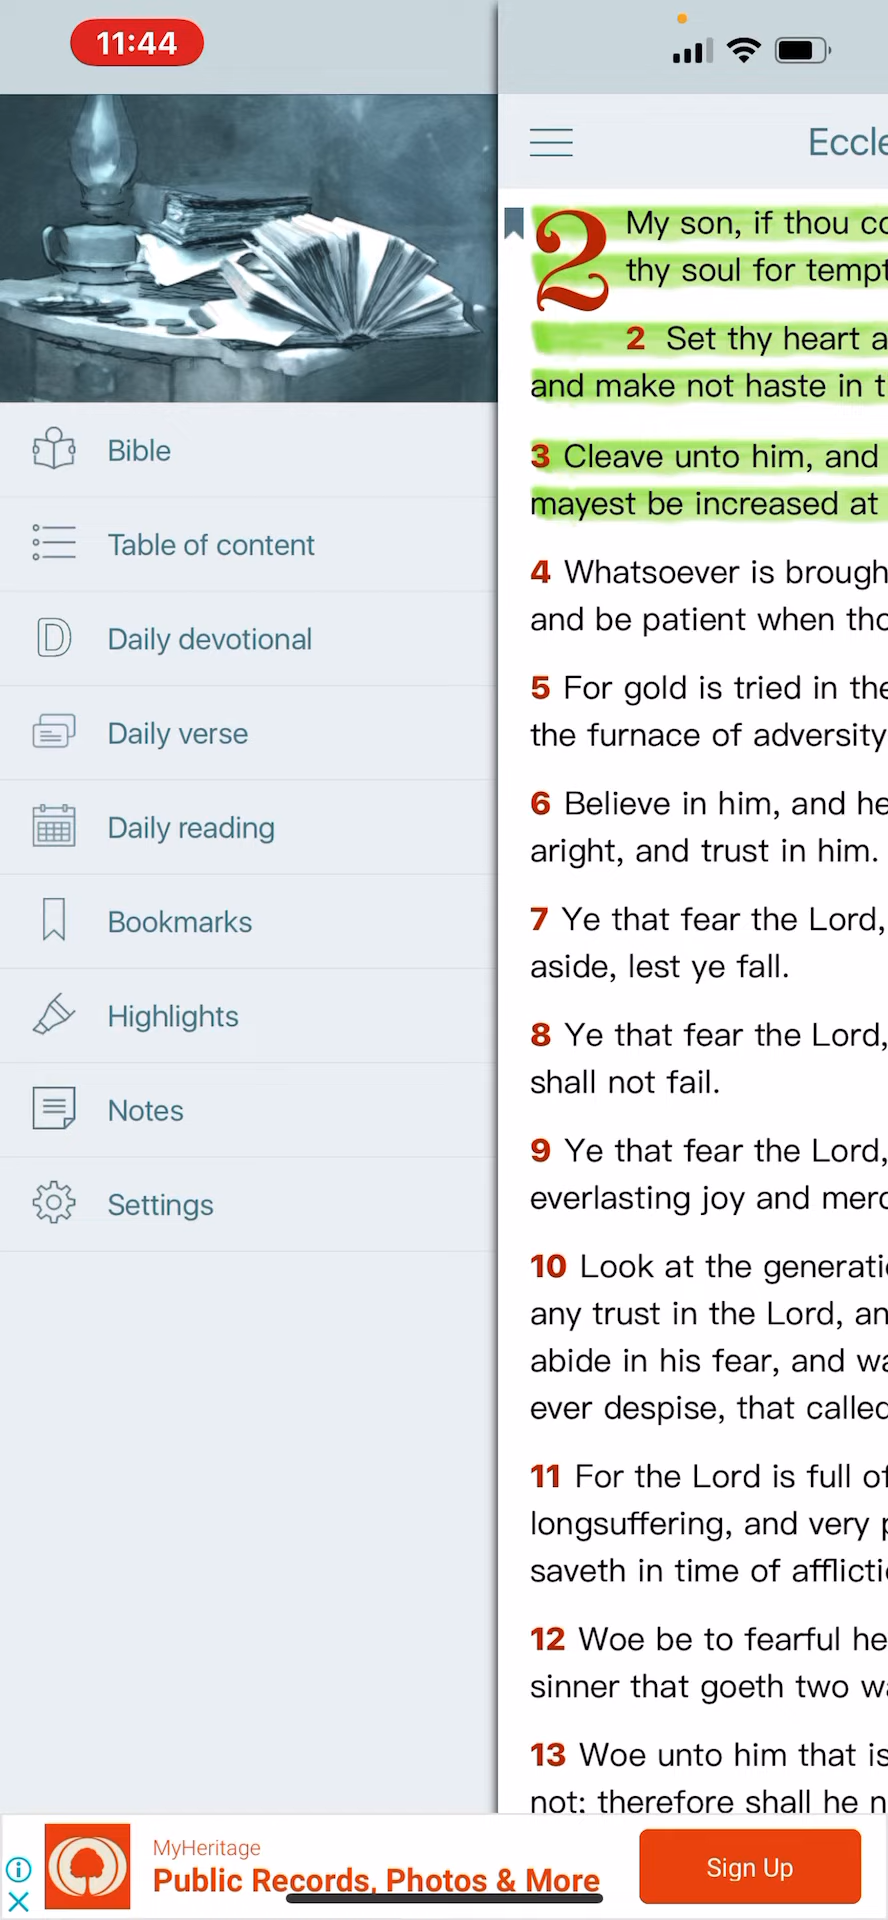 11:44
Bible
Table of content
Daily devotional
Daily verse
Daily reading
Bookmarks
Highlights
Notes
Settings
Eccle
2 My son, if thou co
thy soul for tempt
2 Set thy heart a
and make not haste in t
3 Cleave unto him, and
mayest be increased at
4 Whatsoever is brough
and be patient when tho
5 For gold is tried in the
the furnace of adversity
6 Believe in him, and he
aright, and trust in him.
7 Ye that fear the Lord,
aside, lest ye fall.
8 Ye that fear the Lord,
shall not fail.
9 Ye that fear the Lord,
everlasting joy and merc
10 Look at the generatio
any trust in the Lord, an
abide in his fear, and wa
ever despise, that called
11 For the Lord is full of
longsuffering, and very p
saveth in time of afflicti
12 Woe be to fearful he
sinner that goeth two wa
13 Woe unto him that is
not; therefore shall he n
MyHeritage
Public Records, Photos & More
Sign Up